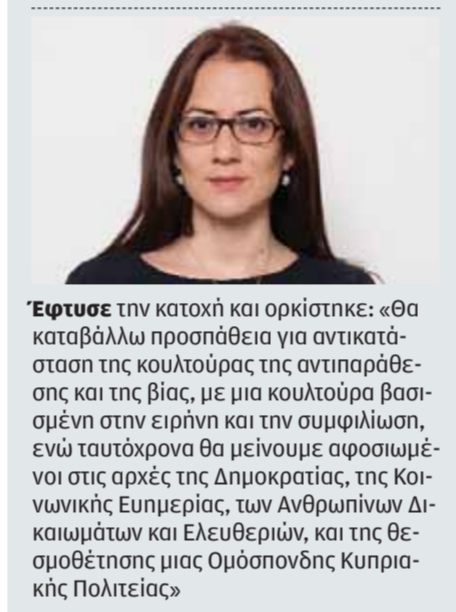 Έφτυσε την κατοχή και ορκίστηκε: «Θα
καταβάλλω προσπάθεια για αντικατά-
σταση της κουλτούρας της αντιπαράθε-
σης και της βίας, με μια κουλτούρα βασι-
σμένη στην ειρήνη και την συμφιλίωση,
ενώ ταυτόχρονα θα μείνουμε αφοσιωμέ-
νοι στις αρχές της Δημοκρατίας, της Κοι-
νωνικής Ευημερίας, των Ανθρωπίνων Δι-
καιωμάτων και Ελευθεριών, και της θε-
σμοθέτησης μιας Ομόσπονδης Κυπρια-
κής Πολιτείας»